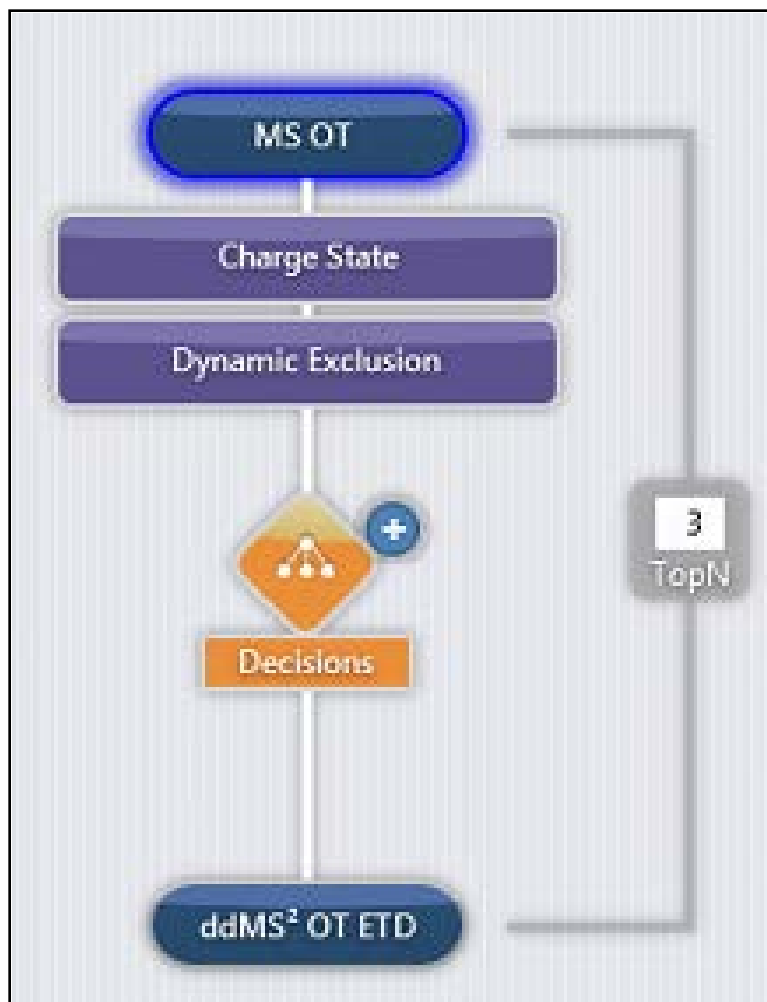 MS OT
Charge State
Dynamic Exclusion
3
TopN
Decisions
ddMS² OT ETD